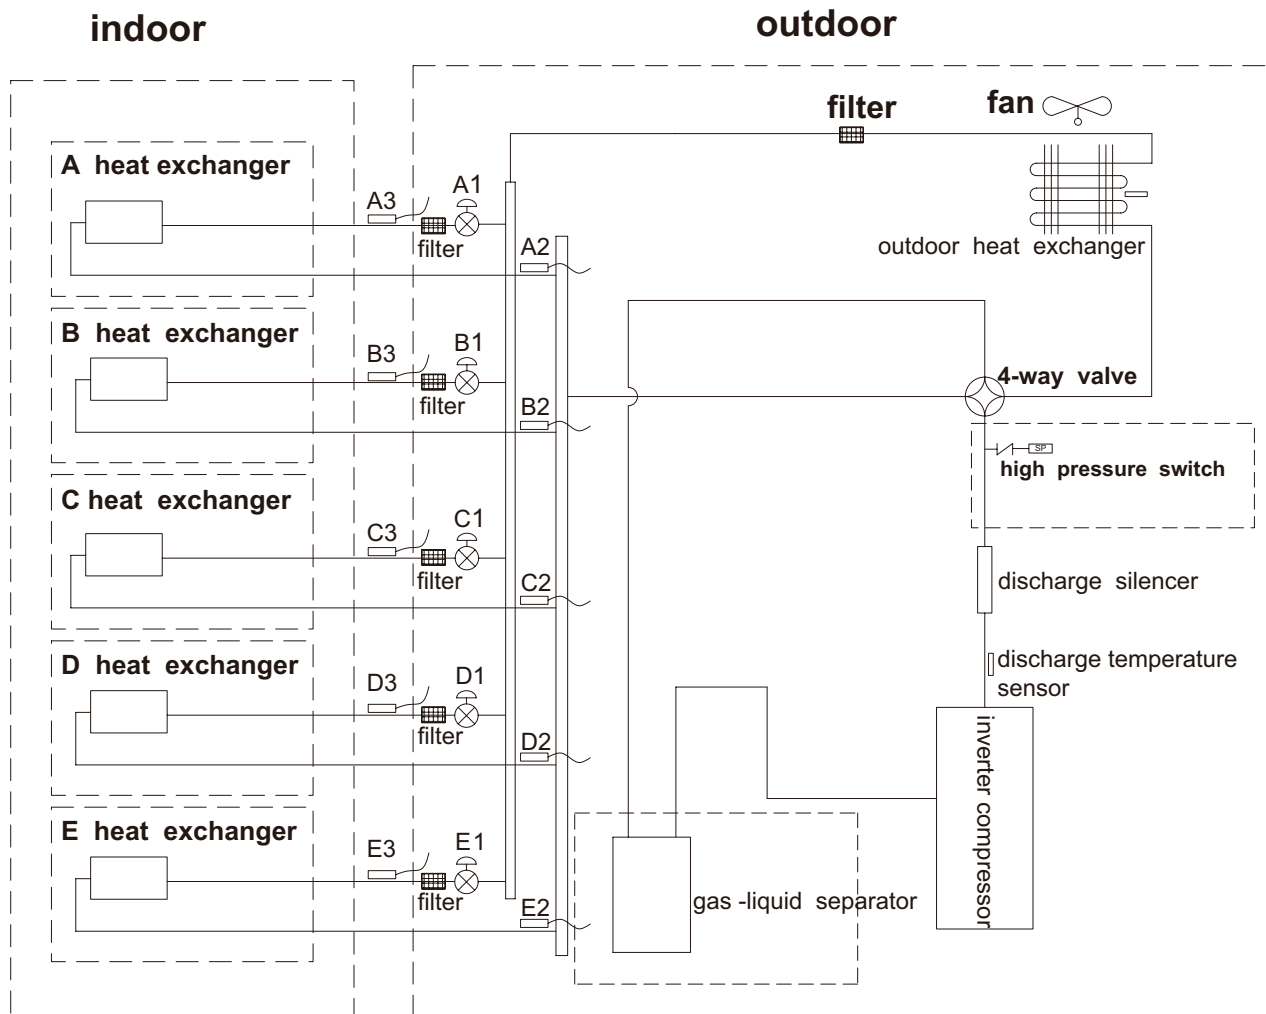 indoor
outdoor
filter
fan
A heat exchanger
A3
A1
filter
A2
outdoor heat exchanger
B heat exchanger
B3
B1
filter
B2
4-way valve
SP
high pressure switch
C heat exchanger
C3
C1
filter
C2
discharge silencer
D heat exchanger
D3
D1
filter
D2
discharge temperature
sensor
inverter compressor
E heat exchanger
E3
E1
filter
E2
gas -liquid separator